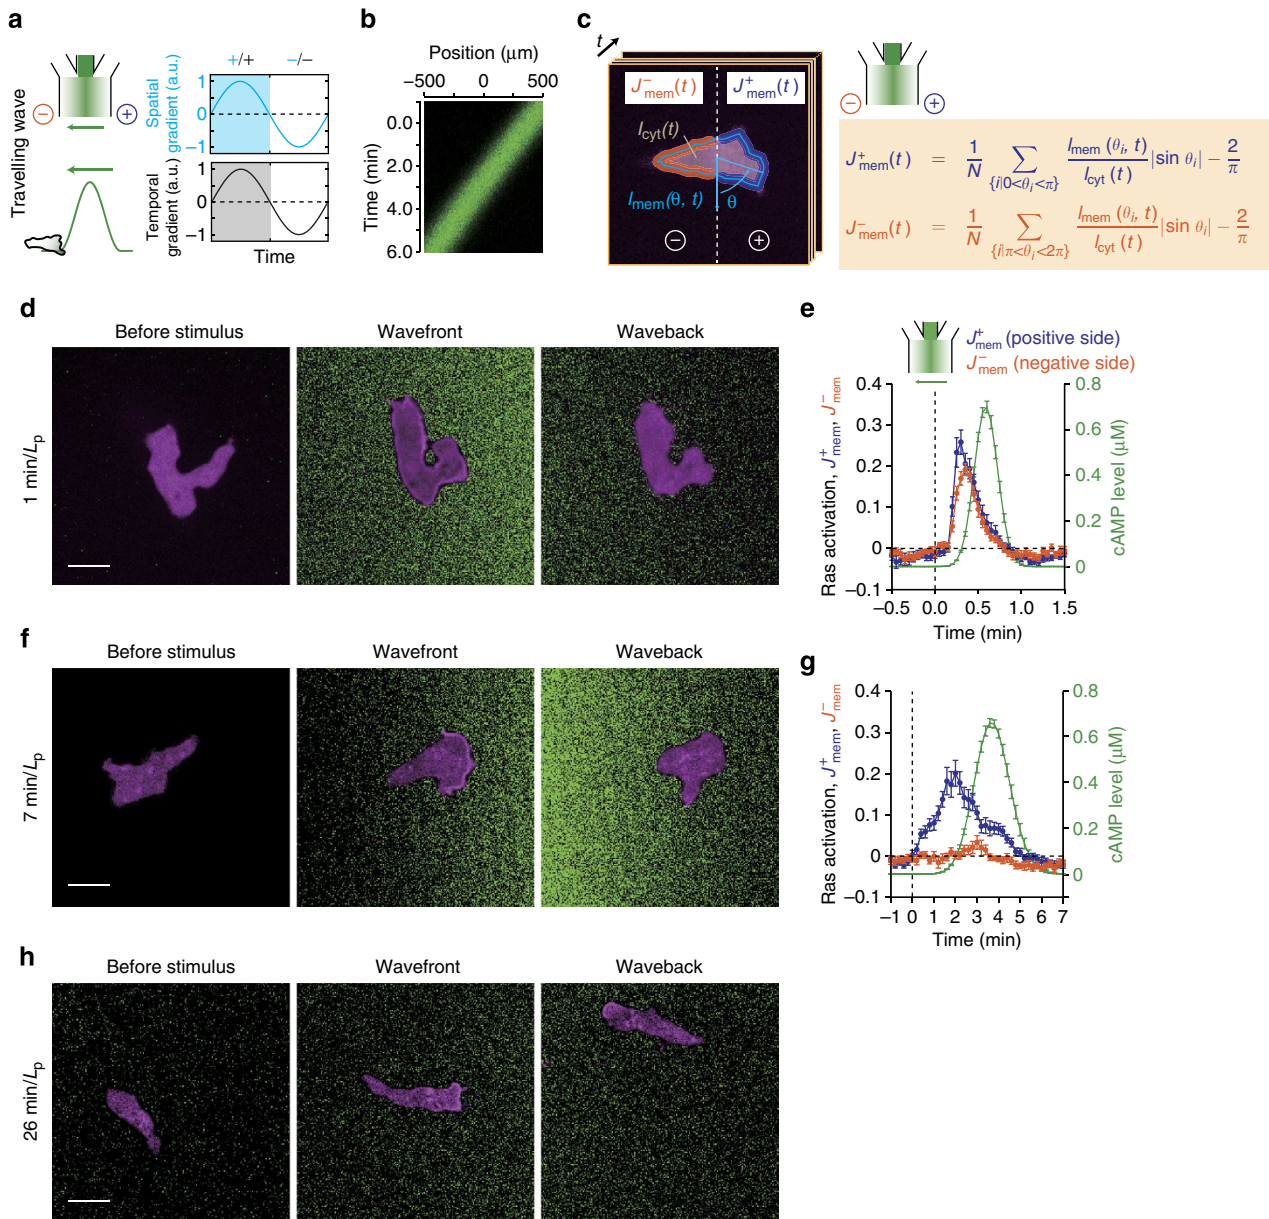 a
Travelling wave
− +
+/+ −/−
Spatial
gradient (a.u.)
1
0
−1
Temporal
gradient (a.u.)
1
0
−1
Time
b
Position (μm)
−500 0 500
Time (min)
0.0
2.0
4.0
6.0
c
t
J⁻mem(t) J⁺mem(t)
Icyt(t)
Imem(θ, t) θ
− +
− +
J⁺mem(t) = 1/N ∑{i|0<θi<π} Imem(θi, t)/Icyt(t) |sin θi| − 2/π
J⁻mem(t) = 1/N ∑{i|π<θi<2π} Imem(θi, t)/Icyt(t) |sin θi| − 2/π
d
Before stimulus Wavefront Waveback
1 min/Lp
e
J⁺mem (positive side)
J⁻mem (negative side)
Ras activation, J⁺mem, J⁻mem
0.4
0.3
0.2
0.1
0
−0.1
0.8
0.6
0.4
0.2
0
cAMP level (μM)
−0.5 0.0 0.5 1.0 1.5
Time (min)
f
Before stimulus Wavefront Waveback
7 min/Lp
g
Ras activation, J⁺mem, J⁻mem
0.4
0.3
0.2
0.1
0
−0.1
0.8
0.6
0.4
0.2
0
cAMP level (μM)
−1 0 1 2 3 4 5 6 7
Time (min)
h
Before stimulus Wavefront Waveback
26 min/Lp